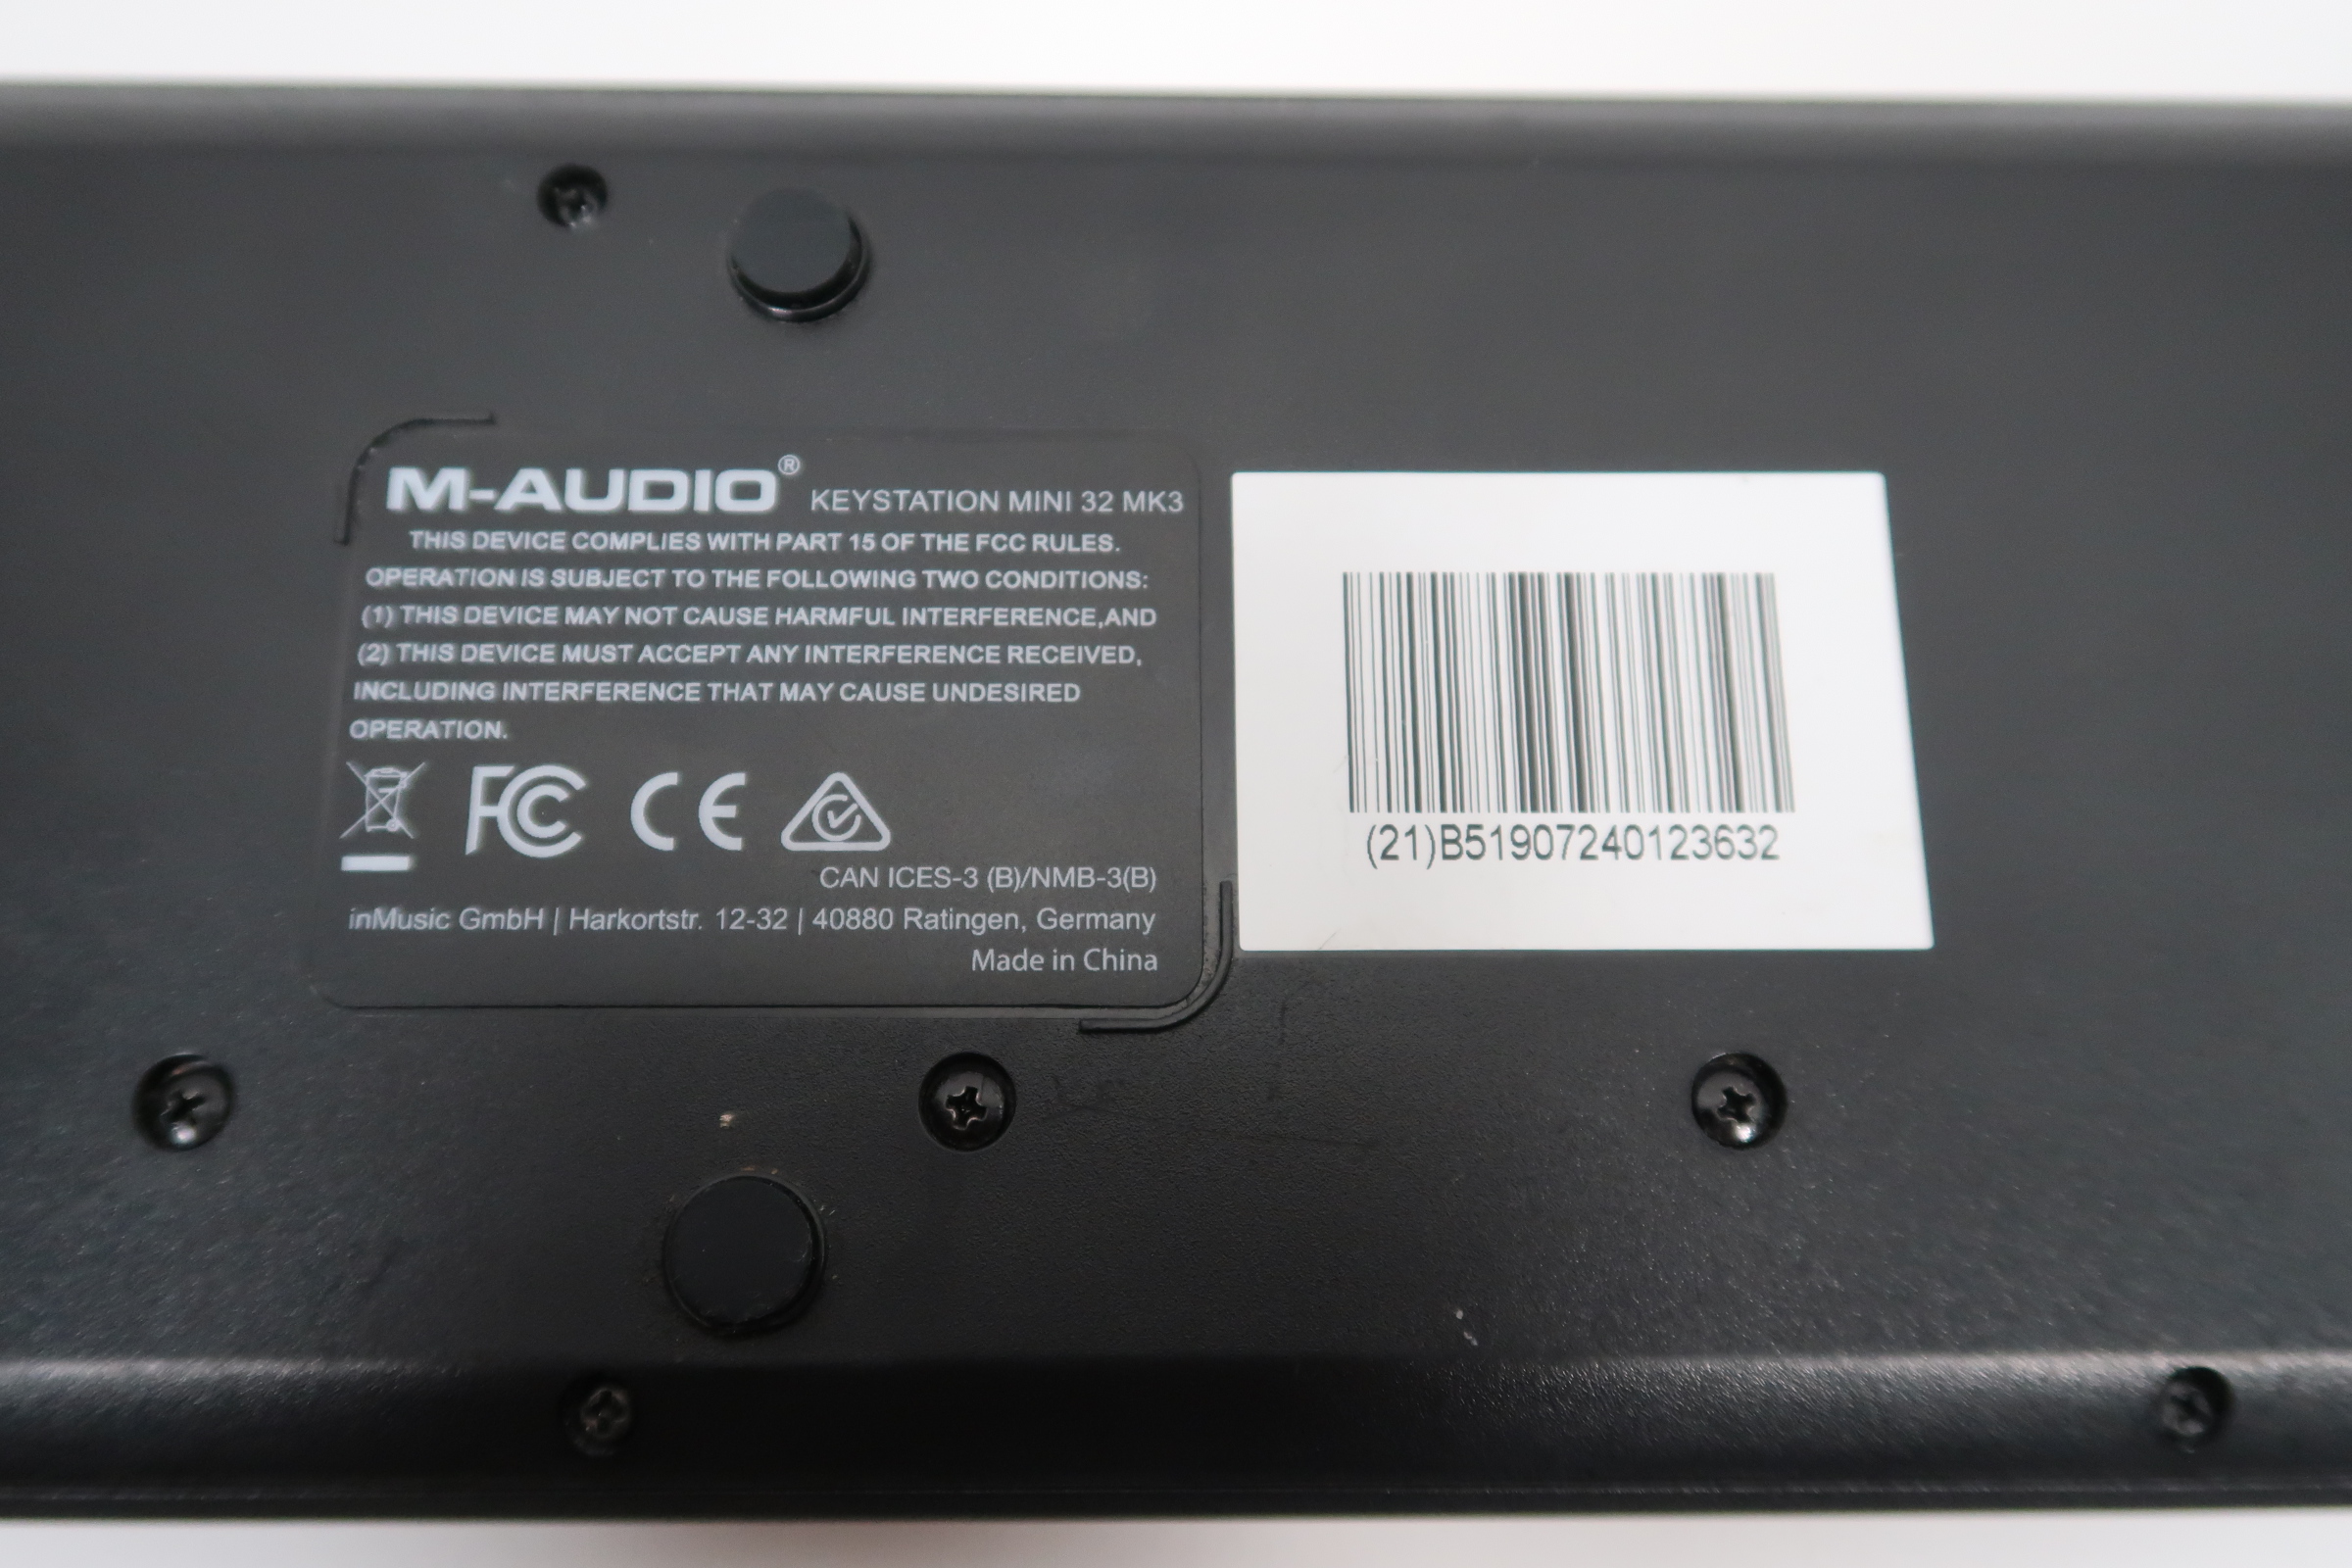 M-AUDIO® KEYSTATION MINI 32 MK3
THIS DEVICE COMPLIES WITH PART 15 OF THE FCC RULES.
OPERATION IS SUBJECT TO THE FOLLOWING TWO CONDITIONS:
(1) THIS DEVICE MAY NOT CAUSE HARMFUL INTERFERENCE,AND
(2) THIS DEVICE MUST ACCEPT ANY INTERFERENCE RECEIVED,
INCLUDING INTERFERENCE THAT MAY CAUSE UNDESIRED
OPERATION.
FC CE
CAN ICES-3 (B)/NMB-3(B)
inMusic GmbH | Harkortstr. 12-32 | 40880 Ratingen, Germany
Made in China
(21)B51907240123632